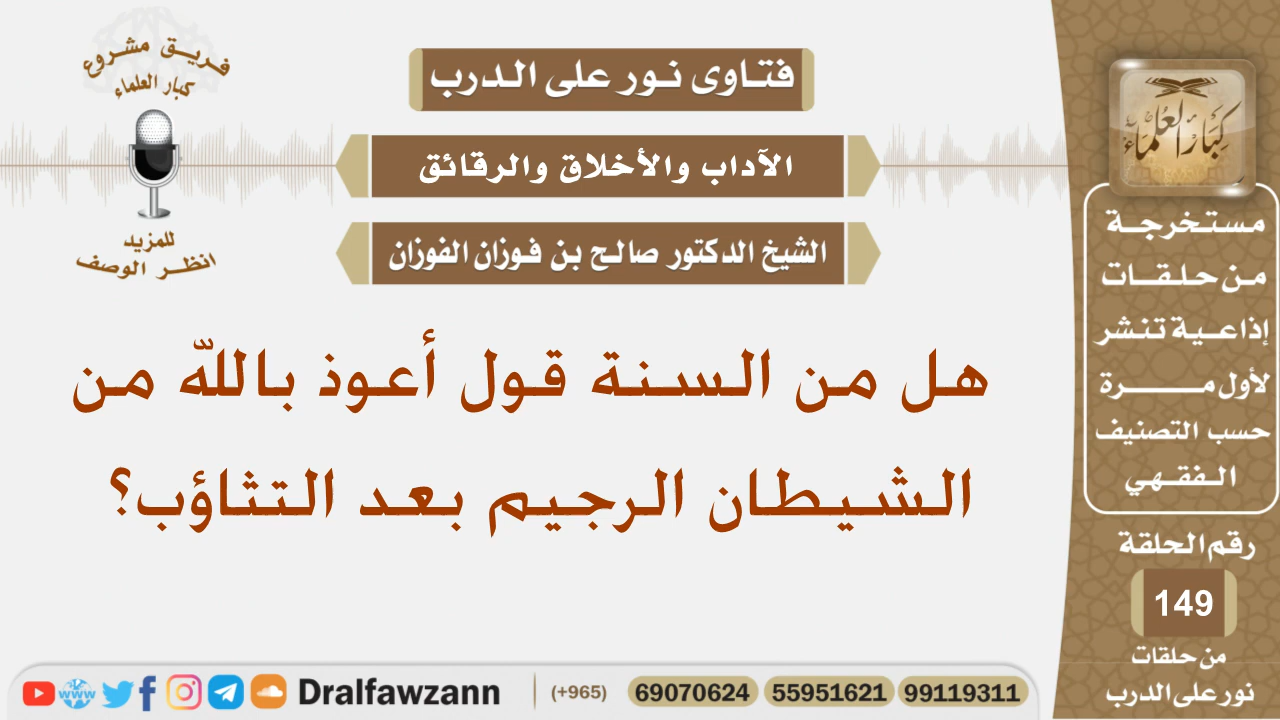 فريق مشروع
كبار العلماء
للمزيد
انظر الوصف
فتاوى نور على الدرب
الآداب والأخلاق والرقائق
الشيخ الدكتور صالح بن فوزان الفوزان
هل من السنة قول أعوذ بالله من
الشيطان الرجيم بعد التثاؤب؟
كبار العلماء
مستخرجة
من حلقات
إذاعية تنشر
لأول مرة
حسب التصنيف
الفقهي
رقم الحلقة
149
من حلقات
نور على الدرب
www Dralfawzann (+965) 69070624 55951621 99119311